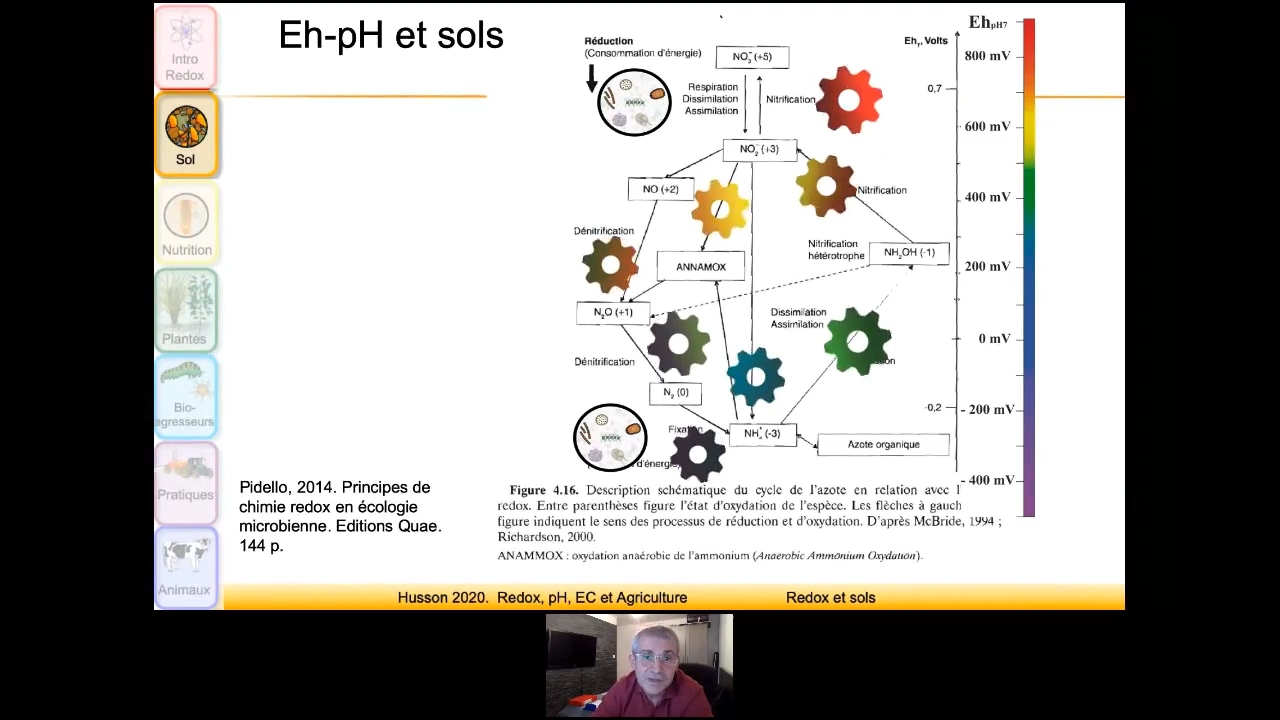 Eh-pH et sols
Intro
Redox
Sol
Nutrition
Plantes
Bio-
agresseurs
Pratiques
Animaux
Réduction
(Consommation d'énergie)
NO3- (+5)
Respiration
Dissimilation
Assimilation
Nitrification
NO2- (+3)
NO (+2)
Nitrification
Dénitrification
Nitrification
hétérotrophe
NH2OH (-1)
ANNAMOX
N2O (+1)
Dissimilation
Assimilation
Dénitrification
N2 (0)
NH4+ (-3)
Azote organique
d'énergie)
Eh7, Volts
0,7
-0,2
EhpH7
800 mV
600 mV
400 mV
200 mV
0 mV
- 200 mV
- 400 mV
Figure 4.16. Description schématique du cycle de l'azote en relation avec l
redox. Entre parenthèses figure l'état d'oxydation de l'espèce. Les flèches à gauch
figure indiquent le sens des processus de réduction et d'oxydation. D'après McBride, 1994 ;
Richardson, 2000.
ANAMMOX : oxydation anaérobie de l'ammonium (Anaerobic Ammonium Oxydation).
Pidello, 2014. Principes de
chimie redox en écologie
microbienne. Editions Quae.
144 p.
Husson 2020. Redox, pH, EC et Agriculture
Redox et sols